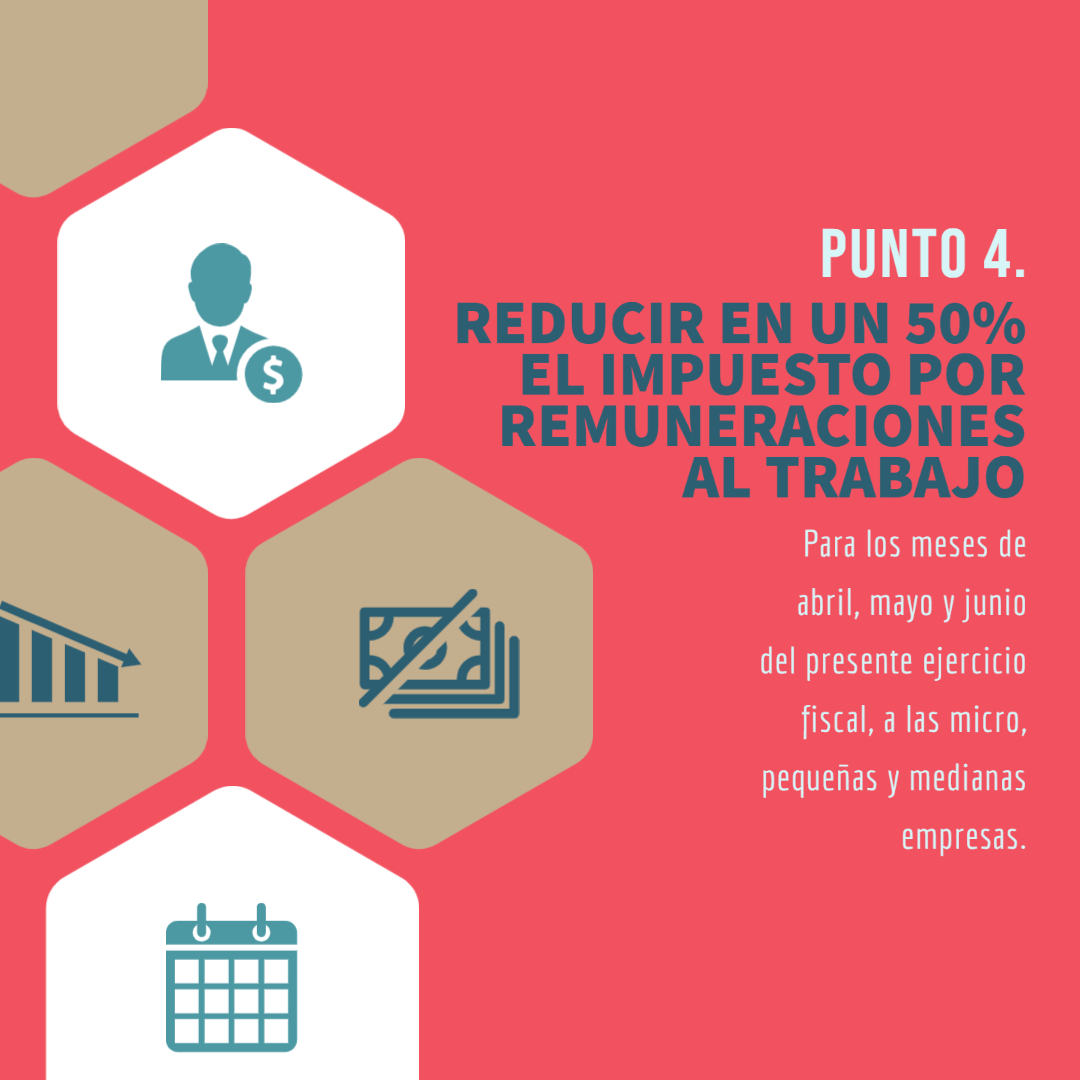 PUNTO 4.
REDUCIR EN UN 50%
EL IMPUESTO POR
REMUNERACIONES
AL TRABAJO
Para los meses de
abril, mayo y junio
del presente ejercicio
fiscal, a las micro,
pequeñas y medianas
empresas.
$